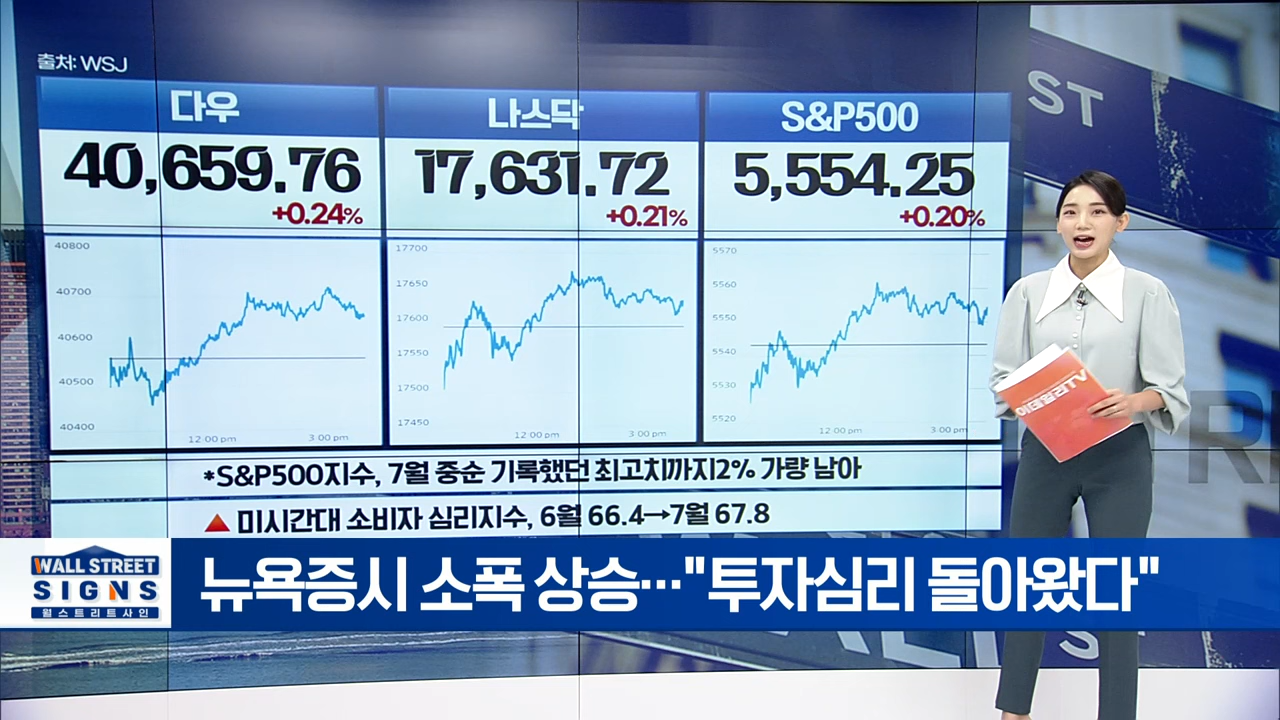 출처: WSJ
다우
40,659.76
+0.24%
40800
40700
40600
40500
40400
12:00 pm
3:00 pm
나스닥
17,631.72
+0.21%
17700
17650
17600
17550
17500
17450
12:00 pm
3:00 pm
S&P500
5,554.25
+0.20%
5570
5560
5550
5540
5530
5520
12:00 pm
3:00 pm
*S&P500지수, 7월 중순 기록했던 최고치까지2% 가량 남아
▲ 미시간대 소비자 심리지수, 6월 66.4→7월 67.8
ST
이데일리TV
WALL STREET
SIGNS
월스트리트사인
뉴욕증시 소폭 상승…"투자심리 돌아왔다"